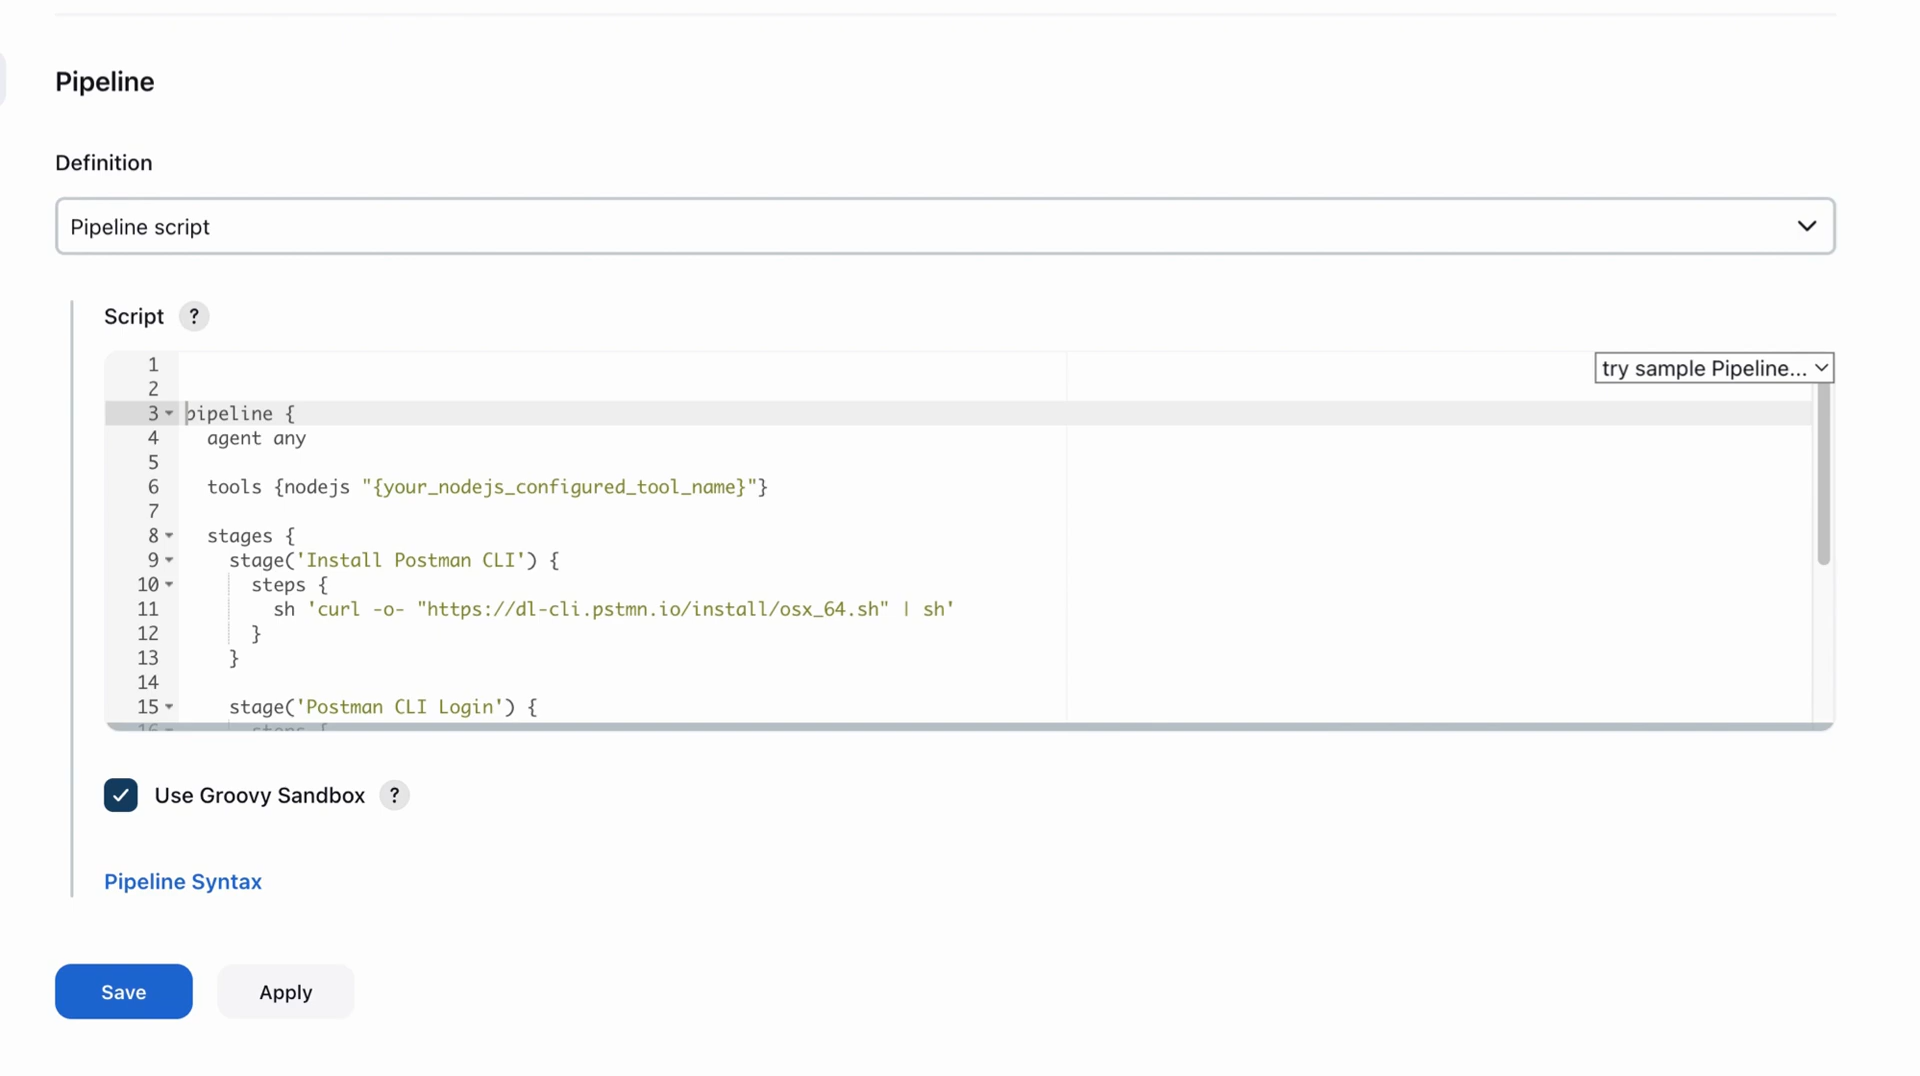 Pipeline
Definition
Pipeline script
Script ?
try sample Pipeline...
1
2
3 pipeline {
4 agent any
5
6 tools {nodejs "{your_nodejs_configured_tool_name}"}
7
8 stages {
9 stage('Install Postman CLI') {
10 steps {
11 sh 'curl -o- "https://dl-cli.pstmn.io/install/osx_64.sh" | sh'
12 }
13 }
14
15 stage('Postman CLI Login') {
16 steps {
Use Groovy Sandbox ?
Pipeline Syntax
Save
Apply